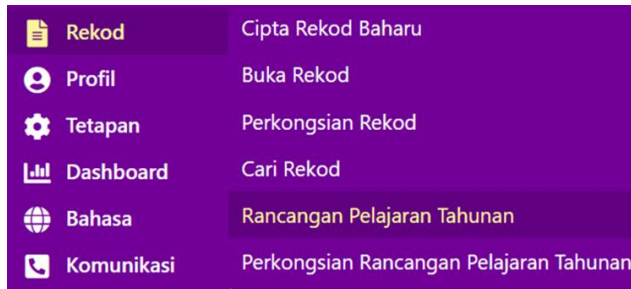 Rekod
Profil
Tetapan
Dashboard
Bahasa
Komunikasi
Cipta Rekod Baharu
Buka Rekod
Perkongsian Rekod
Cari Rekod
Rancangan Pelajaran Tahunan
Perkongsian Rancangan Pelajaran Tahunan